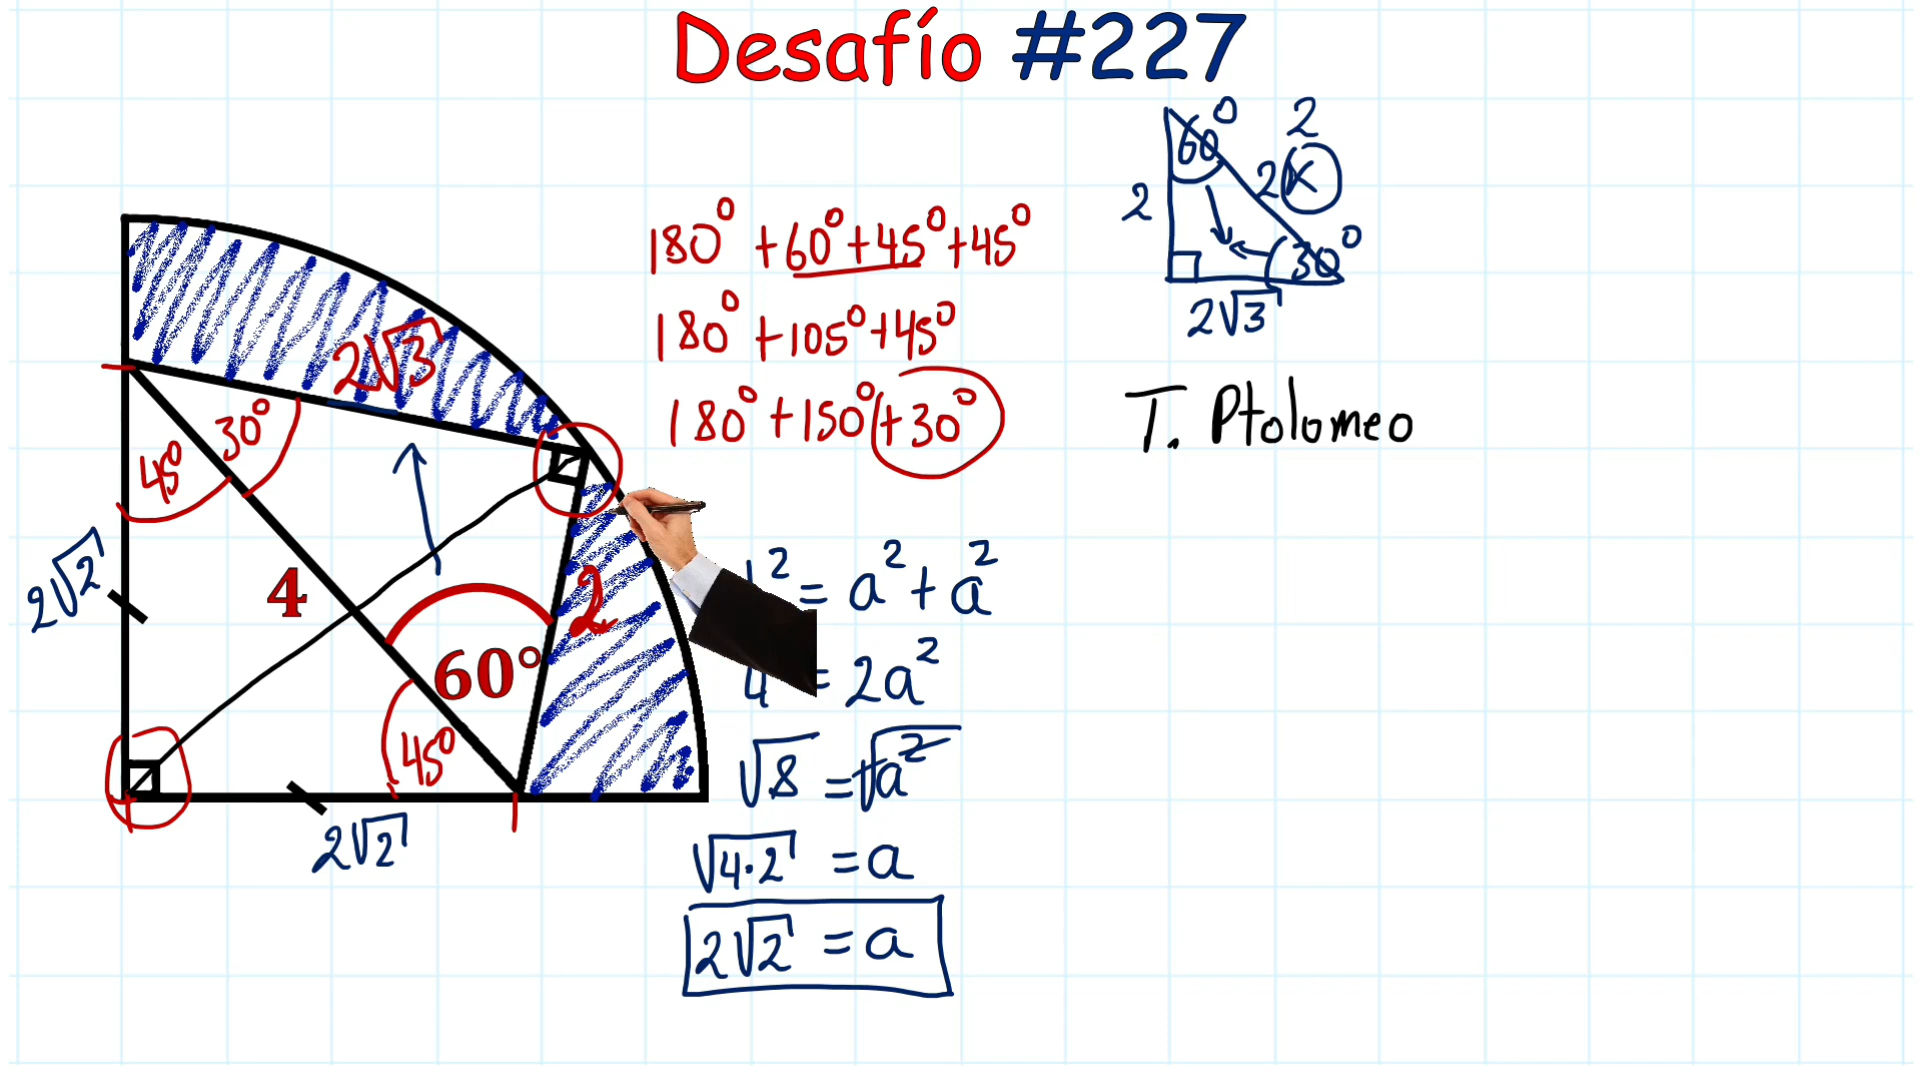 Desafío #227
60°
2
2x
2
30°
2√3
180° +60°+45°+45°
180° +105°+45°
180° +150°+30°
T. Ptolomeo
2√3
30°
45°
2√2
4
2
60°
45°
2√2
² = a² + a²
= 2a²
√8 = √a²
√4·2 = a
2√2 = a